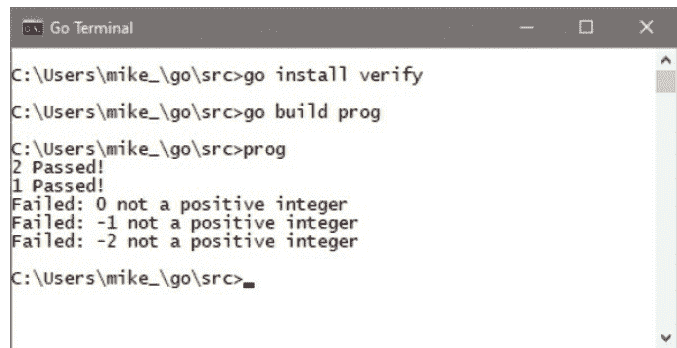 Go Terminal
C:\Users\mike_\go\src>go install verify
C:\Users\mike_\go\src>go build prog
C:\Users\mike_\go\src>prog
2 Passed!
1 Passed!
Failed: 0 not a positive integer
Failed: -1 not a positive integer
Failed: -2 not a positive integer
C:\Users\mike_\go\src>